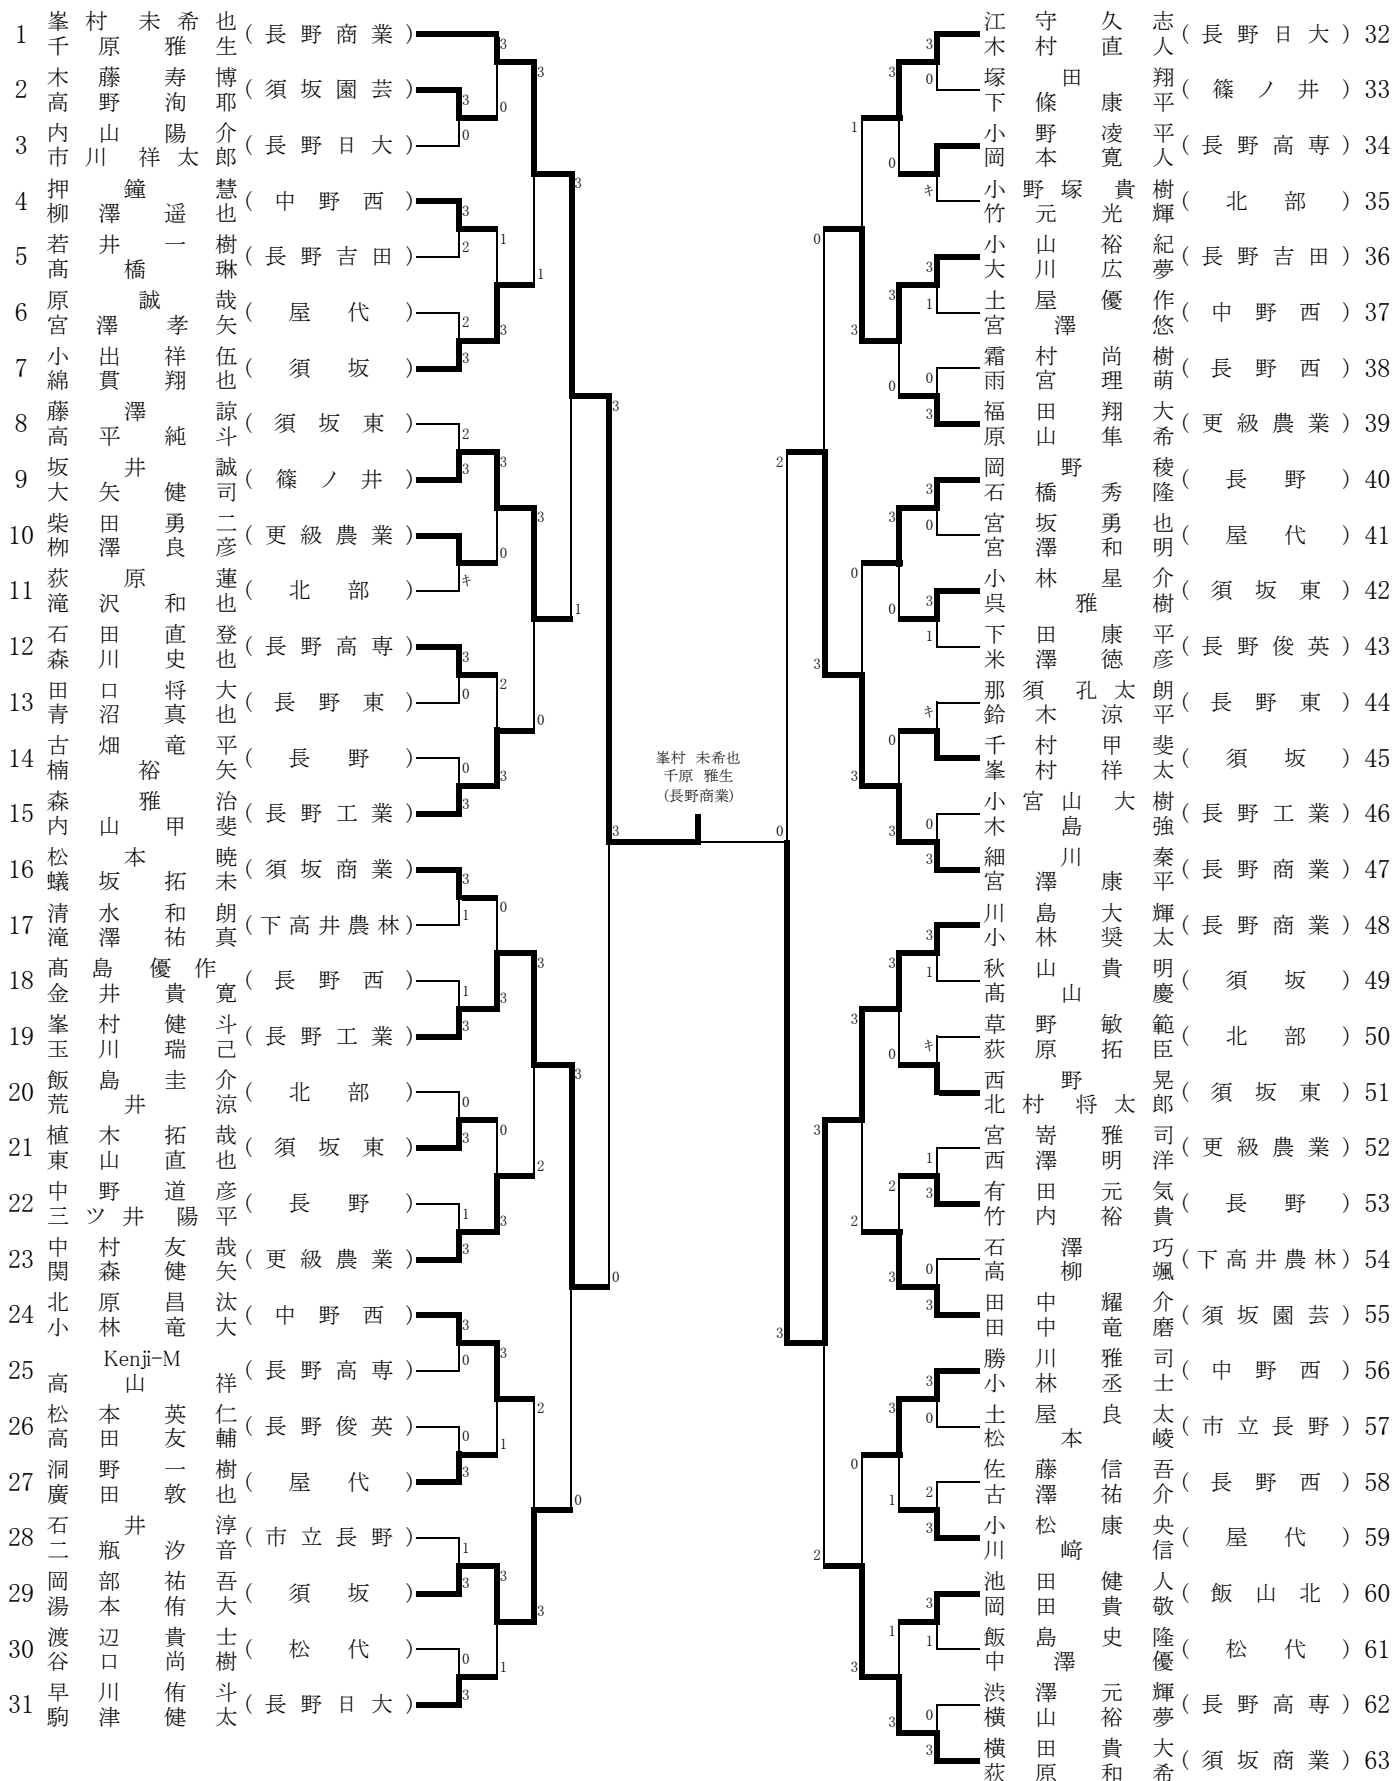 1 峯村 未希也 千原 雅生 (長野商業)
2 木藤 寿博 高野 洵耶 (須坂園芸)
3 内山 陽介 市川 祥太郎 (長野日大)
4 押鐘 慧 柳澤 遥也 (中野西)
5 若井 一樹 髙橋 琳 (長野吉田)
6 原 誠哉 宮澤 孝矢 (屋代)
7 小出 祥伍 綿貫 翔也 (須坂)
8 藤澤 諒 高平 純斗 (須坂東)
9 坂井 誠 大矢 健司 (篠ノ井)
10 柴田 勇二 栁澤 良彦 (更級農業)
11 荻原 蓮 滝沢 和也 (北部)
12 石田 直登 森川 史也 (長野高専)
13 田口 将大 青沼 真也 (長野東)
14 古畑 竜平 楠 裕矢 (長野)
15 森 雅治 内山 甲斐 (長野工業)
16 松本 暁 蟻坂 拓未 (須坂商業)
17 清水 和朗 滝澤 祐真 (下高井農林)
18 髙島 優作 金井 貴寛 (長野西)
19 峯村 健斗 玉川 瑞己 (長野工業)
20 飯島 圭介 荒井 涼 (北部)
21 植木 拓哉 東山 直也 (須坂東)
22 中野 道彦 三ツ井 陽平 (長野)
23 中村 友哉 関森 健矢 (更級農業)
24 北原 昌汰 小林 竜大 (中野西)
25 Kenji-M 高山 祥 (長野高専)
26 松本 英仁 高田 友輔 (長野俊英)
27 洞野 一樹 廣田 敦也 (屋代)
28 石井 淳 二瓶 汐音 (市立長野)
29 岡部 祐吾 湯本 侑大 (須坂)
30 渡辺 貴士 谷口 尚樹 (松代)
31 早川 侑斗 駒津 健太 (長野日大)
峯村 未希也
千原 雅生
(長野商業)
江守 久志 木村 直人 (長野日大) 32
塚田 翔 下條 康平 (篠ノ井) 33
小野 凌平 岡本 寛人 (長野高専) 34
小野塚 貴樹 竹元 光輝 (北部) 35
小山 裕紀 大川 広夢 (長野吉田) 36
土屋 優作 宮澤 悠 (中野西) 37
霜村 尚樹 雨宮 理萌 (長野西) 38
福田 翔大 原山 隼希 (更級農業) 39
岡野 稜 石橋 秀隆 (長野) 40
宮坂 勇也 宮澤 和明 (屋代) 41
小林 星介 呉 雅樹 (須坂東) 42
下田 康平 米澤 徳彦 (長野俊英) 43
那須 孔太朗 鈴木 涼平 (長野東) 44
千村 甲斐 峯村 祥太 (須坂) 45
小宮山 大樹 木島 強 (長野工業) 46
細川 秦 宮澤 康平 (長野商業) 47
川島 大輝 小林 奨太 (長野商業) 48
秋山 貴明 髙山 慶 (須坂) 49
草野 敏範 荻原 拓臣 (北部) 50
西野 晃 北村 将太郎 (須坂東) 51
宮嵜 雅司 西澤 明洋 (更級農業) 52
有田 元気 竹内 裕貴 (長野) 53
石澤 巧 高柳 颯 (下高井農林) 54
田中 耀介 田中 竜磨 (須坂園芸) 55
勝川 雅司 小林 丞士 (中野西) 56
土屋 良太 松本 崚 (市立長野) 57
佐藤 信吾 古澤 祐介 (長野西) 58
小松 康央 川﨑 信 (屋代) 59
池田 健人 岡田 貴敬 (飯山北) 60
飯島 史隆 中澤 優 (松代) 61
渋澤 元輝 横山 裕夢 (長野高専) 62
横田 貴大 荻原 和希 (須坂商業) 63